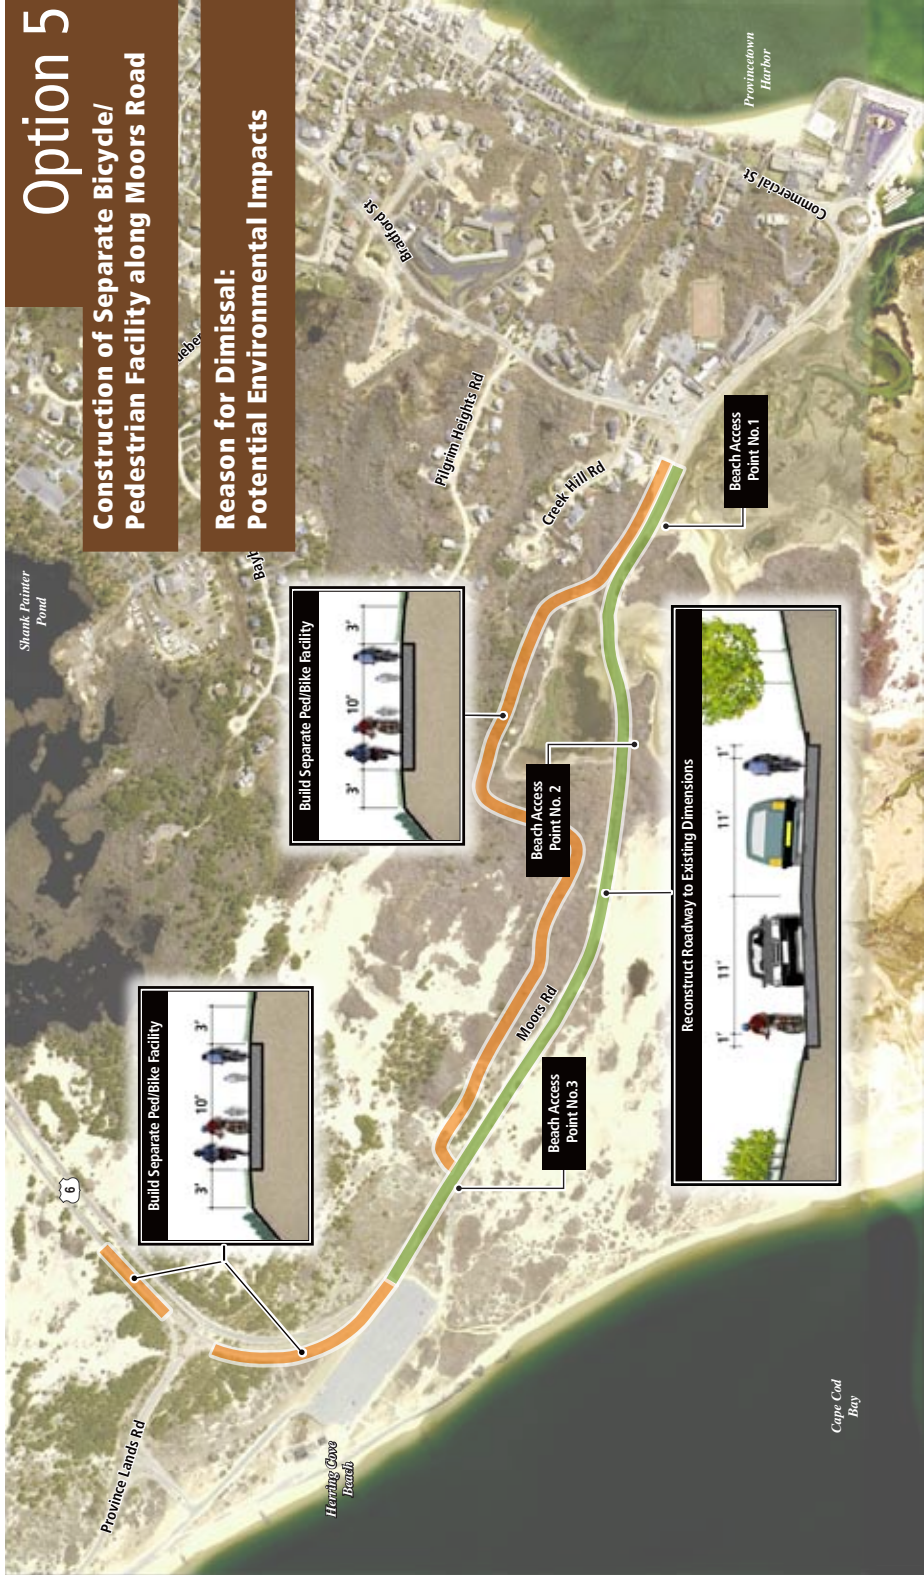 Option 5
Construction of Separate Bicycle/
Pedestrian Facility along Moors Road
Reason for Dimissal:
Potential Environmental Impacts
Shank Painter
Pond
Provincetown
Harbor
Bradford St
Commercial St
Pilgrim Heights Rd
Creek Hill Rd
Beach Access
Point No.1
Build Separate Ped/Bike Facility
3'
10'
3'
Beach Access
Point No. 2
Moors Rd
Beach Access
Point No.3
Reconstruct Roadway to Existing Dimensions
1'
11'
11'
1'
Build Separate Ped/Bike Facility
3'
10'
3'
6
Province Lands Rd
Herring Cove
Beach
Cape Cod
Bay